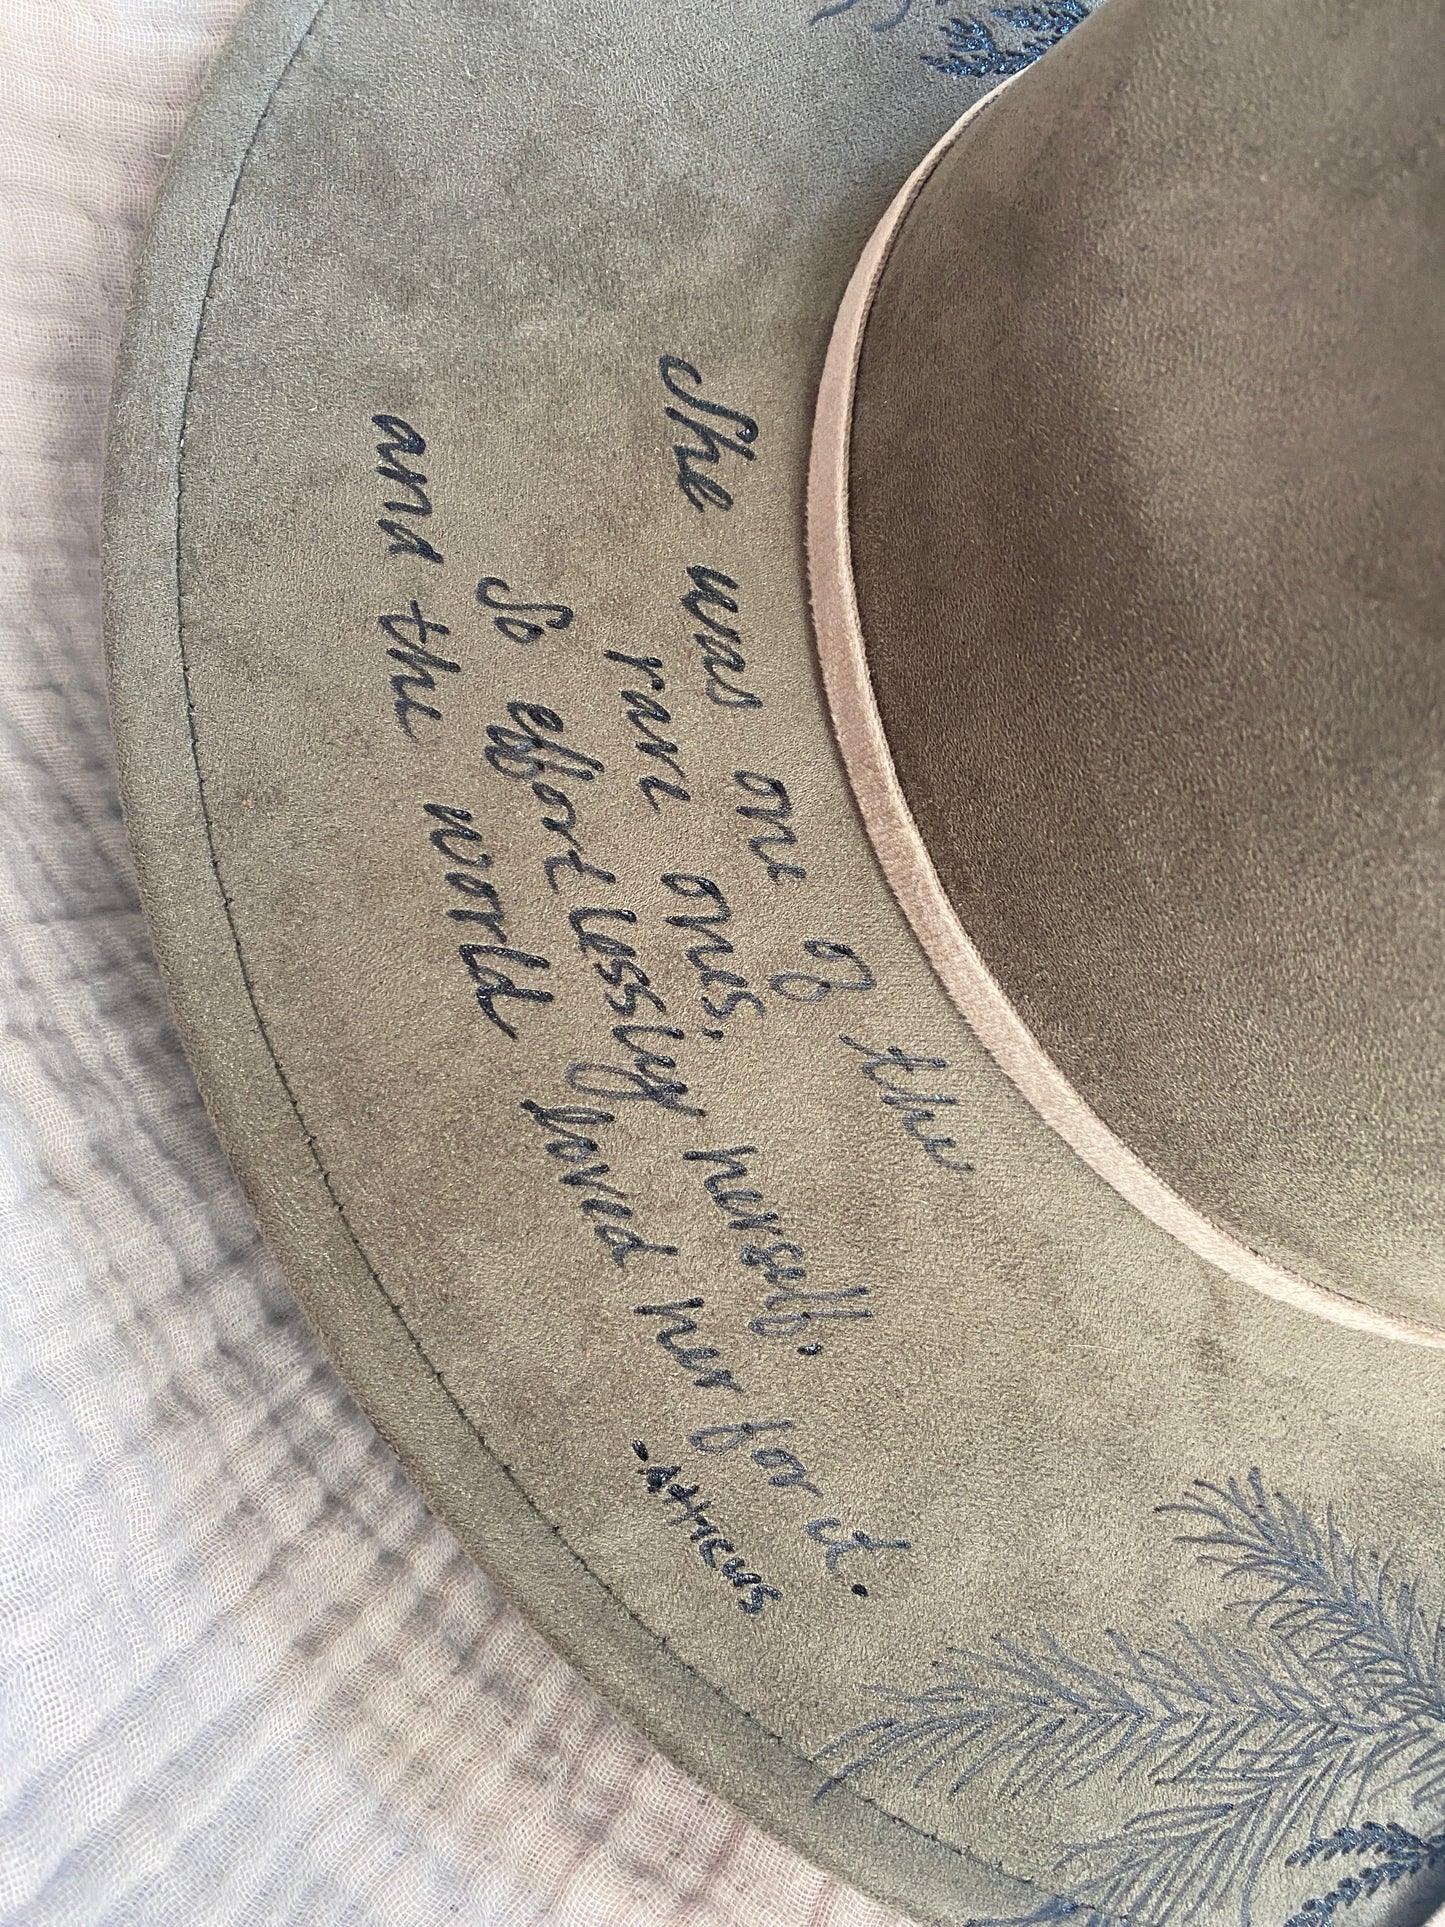 She was one of the
rare ones,
so effortlessly herself,
and the world loved her for it.
-Atticus